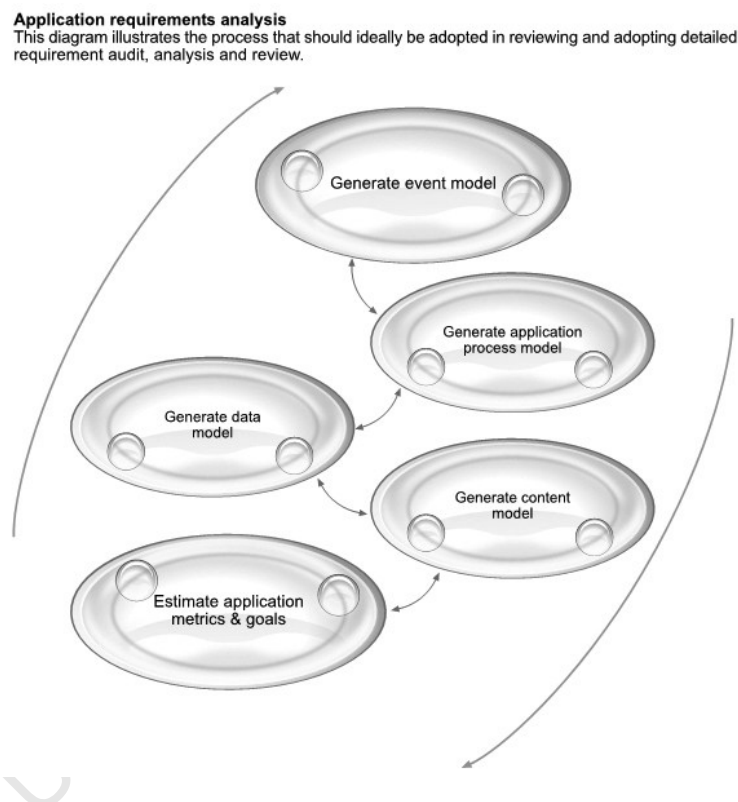 Application requirements analysis
This diagram illustrates the process that should ideally be adopted in reviewing and adopting detailed
requirement audit, analysis and review.
Generate event model
Generate application
process model
Generate data
model
Generate content
model
Estimate application
metrics & goals